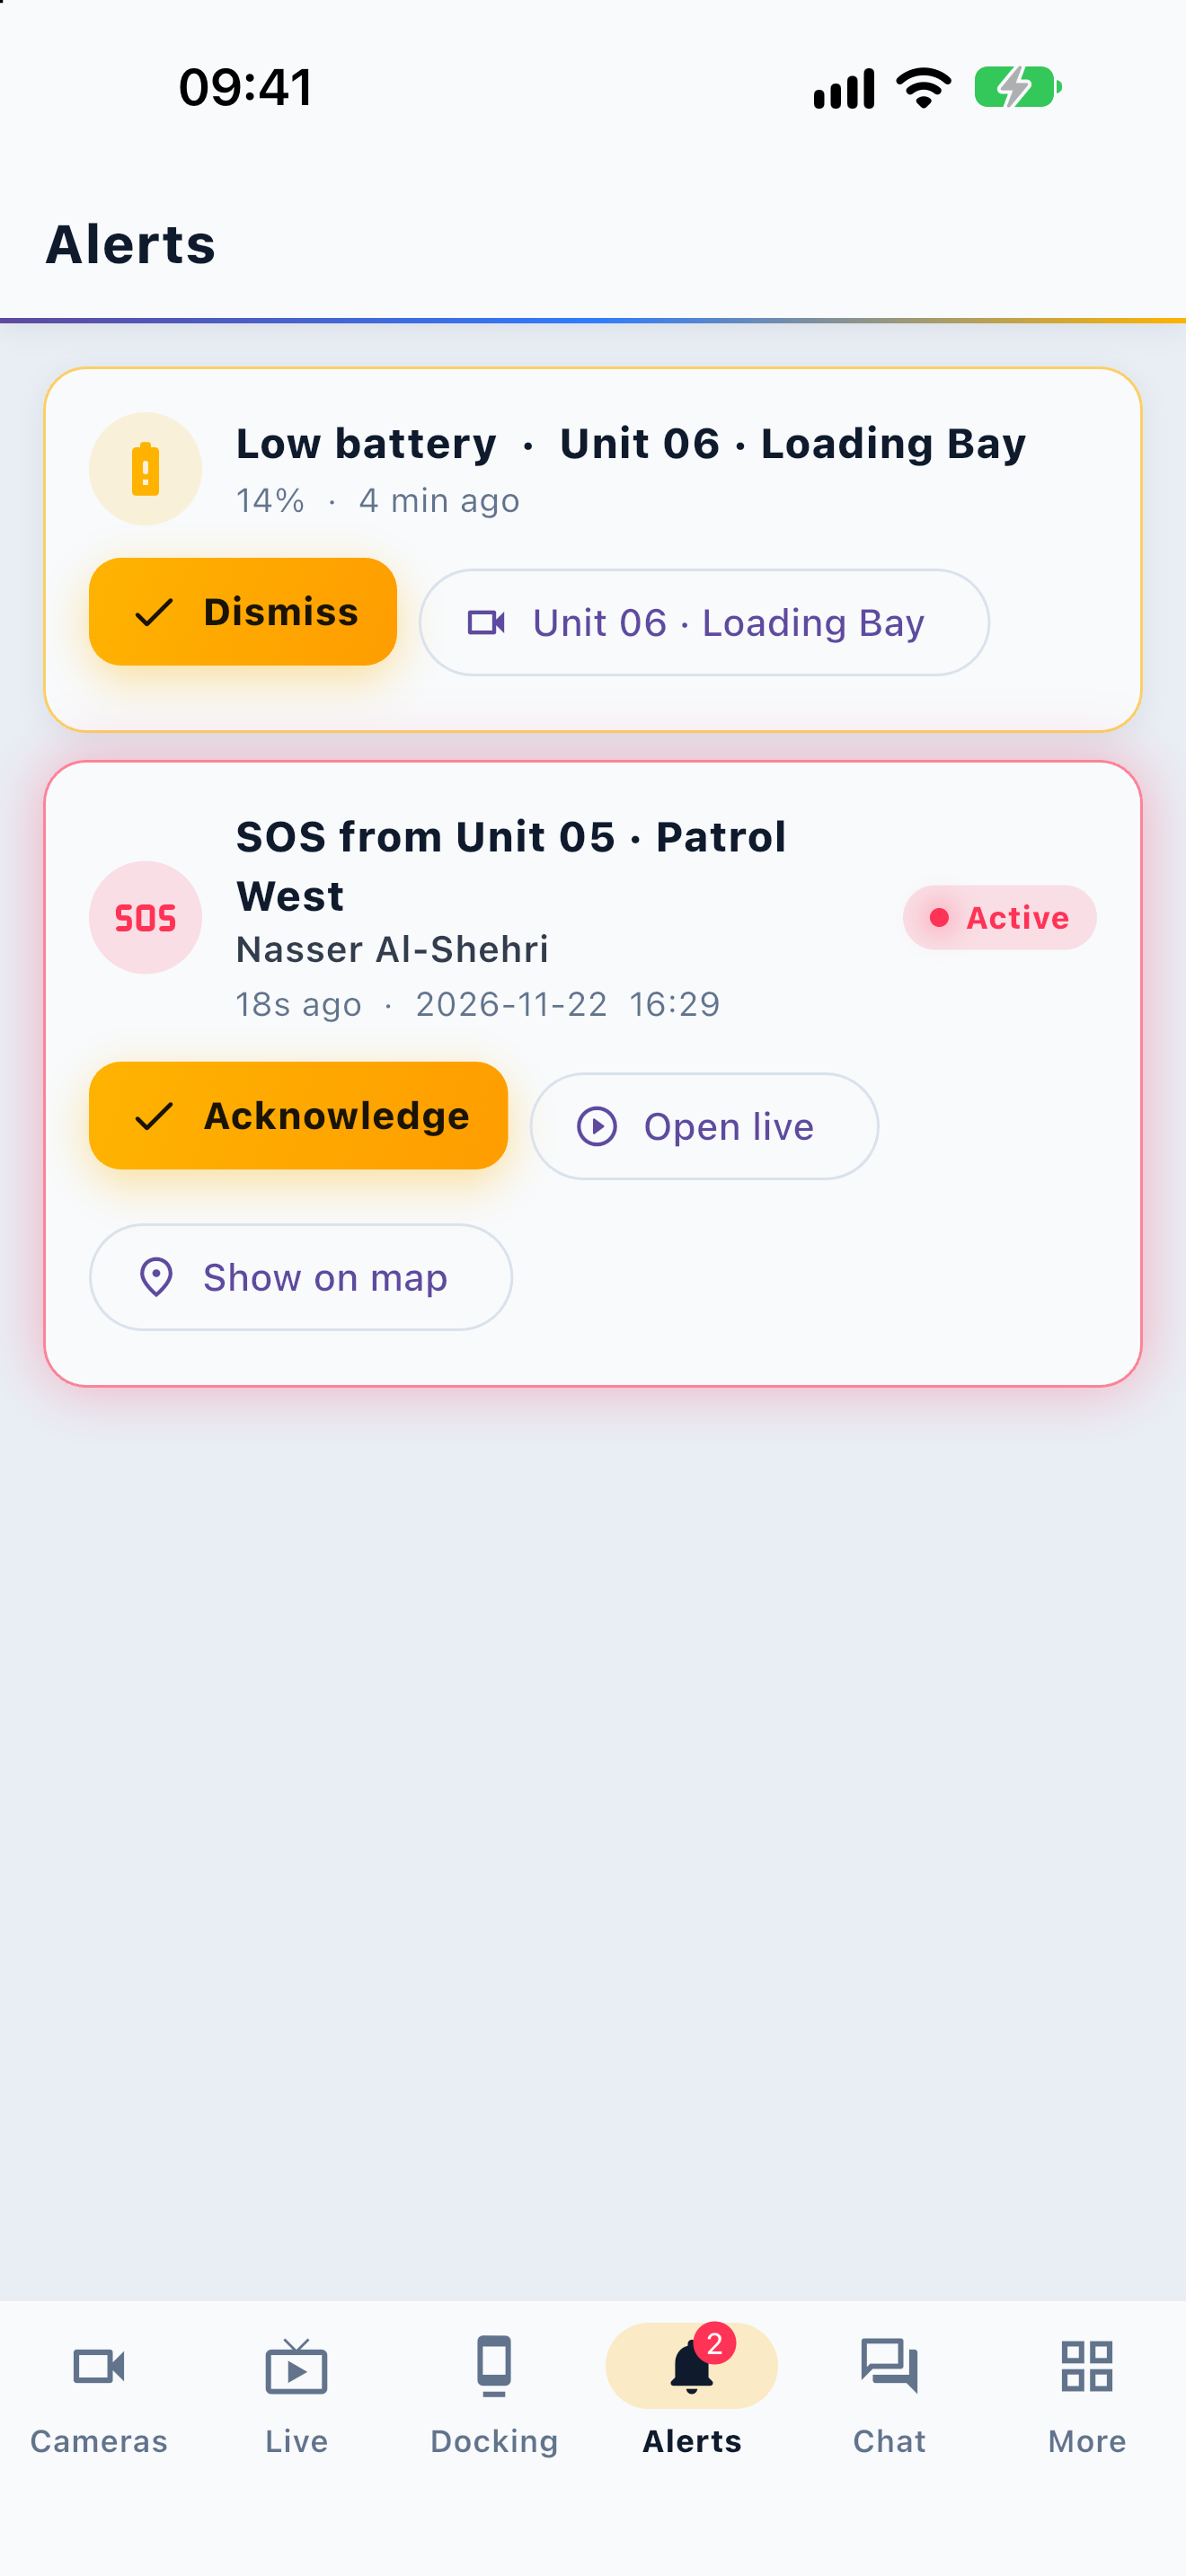 09:41
Alerts
Low battery · Unit 06 · Loading Bay
14% · 4 min ago
Dismiss
Unit 06 · Loading Bay
SOS from Unit 05 · Patrol
West
SOS
Nasser Al-Shehri
Active
18s ago · 2026-11-22 16:29
Acknowledge
Open live
Show on map
2
Cameras
Live
Docking
Alerts
Chat
More